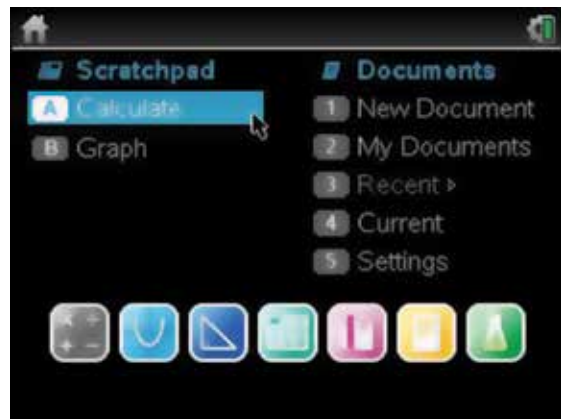 Scratchpad
A Calculate
B Graph
Documents
1 New Document
2 My Documents
3 Recent ▸
4 Current
5 Settings